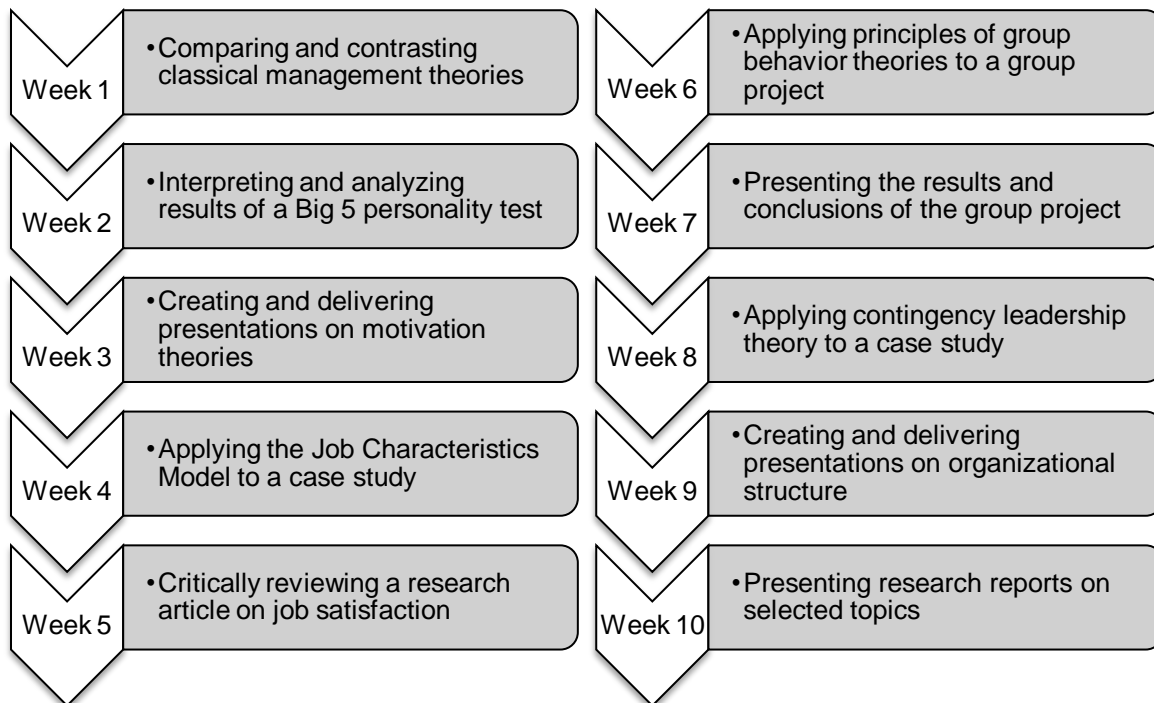 Week 1
•Comparing and contrasting
classical management theories
Week 2
•Interpreting and analyzing
results of a Big 5 personality test
Week 3
•Creating and delivering
presentations on motivation
theories
Week 4
•Applying the Job Characteristics
Model to a case study
Week 5
•Critically reviewing a research
article on job satisfaction
Week 6
•Applying principles of group
behavior theories to a group
project
Week 7
•Presenting the results and
conclusions of the group project
Week 8
•Applying contingency leadership
theory to a case study
Week 9
•Creating and delivering
presentations on organizational
structure
Week 10
•Presenting research reports on
selected topics